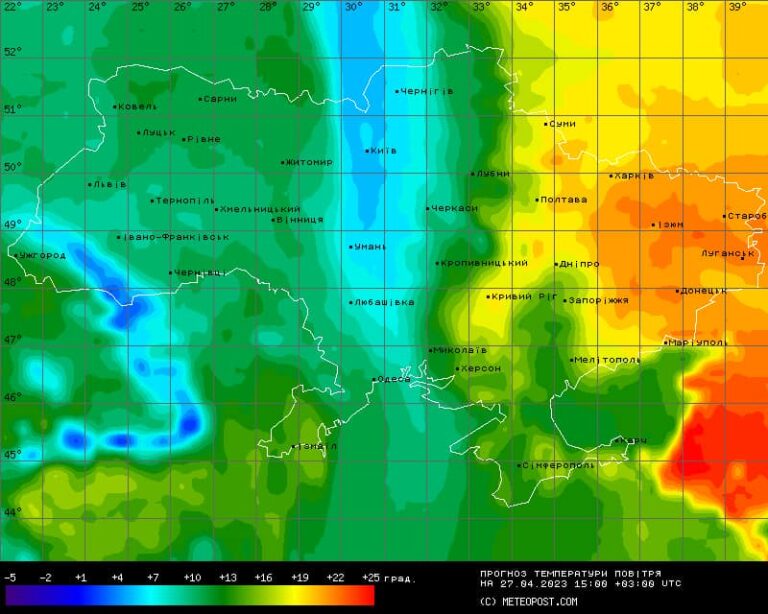 22° 24° 25° 26° 27° 28° 29° 30° 31° 32° 33° 34° 35° 36° 37° 38° 39°
52°
51°
50°
49°
48°
47°
46°
45°
44°
Чернігів
Сарни
Ковель
Суми
Луцьк
Рівне
Київ
Житомир
Лубни
Харків
Львів
Тернопіль
Полтава
Хмельницький
Черкаси
Староб
Вінниця
Ізюм
Івано-Франківськ
Умань
Ужгород
Луганськ
Кропивницький
Дніпро
Чернівці
Донецьк
Кривий Ріг
Любашівка
Запоріжжя
Маріуполь
Миколаїв
Мелітополь
Херсон
Одеса
Керч
Ізмаїл
Сімферополь
-5 -2 +1 +4 +7 +10 +13 +16 +19 +22 +25 град.
ПРОГНОЗ ТЕМПЕРАТУРИ ПОВІТРЯ
НА 27.04.2023 15:00 +03:00 UTC
(C) METEOPOST.COM